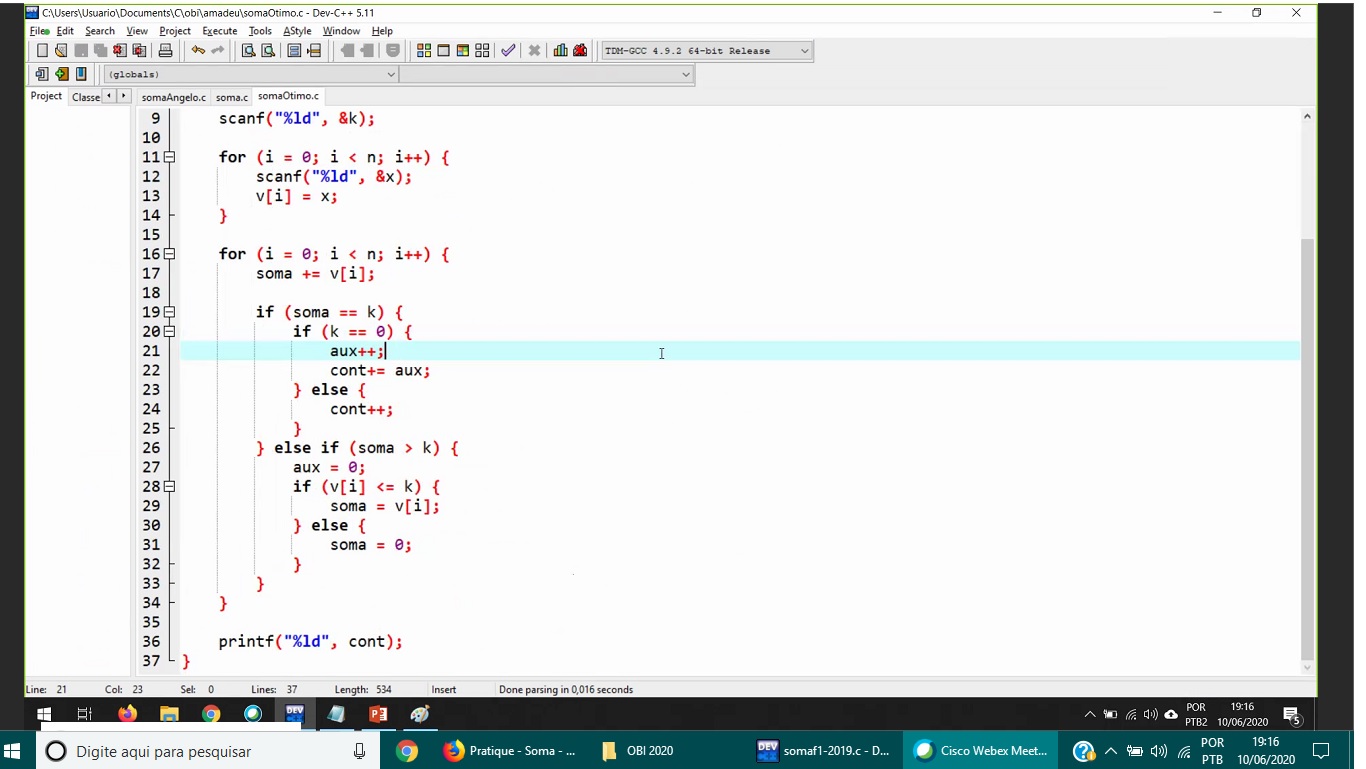 C:\Users\Usuario\Documents\C\obi\amadeu\somaOtimo.c - Dev-C++ 5.11
File Edit Search View Project Execute Tools AStyle Window Help
TDM-GCC 4.9.2 64-bit Release
(globals)
Project Classe somaAngelo.c soma.c somaOtimo.c
9 scanf("%ld", &k);
10
11 for (i = 0; i < n; i++) {
12 scanf("%ld", &x);
13 v[i] = x;
14 }
15
16 for (i = 0; i < n; i++) {
17 soma += v[i];
18
19 if (soma == k) {
20 if (k == 0) {
21 aux++;
22 cont+= aux;
23 } else {
24 cont++;
25 }
26 } else if (soma > k) {
27 aux = 0;
28 if (v[i] <= k) {
29 soma = v[i];
30 } else {
31 soma = 0;
32 }
33 }
34 }
35
36 printf("%ld", cont);
37 }
Line: 21 Col: 23 Sel: 0 Lines: 37 Length: 534 Insert Done parsing in 0,016 seconds
DEV POR 19:16
PTB2 10/06/2020 5
Digite aqui para pesquisar Pratique - Soma - ... OBI 2020 DEV somaf1-2019.c - D... Cisco Webex Meet... POR 19:16
PTB 10/06/2020